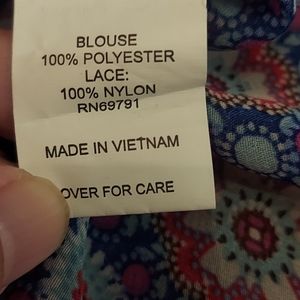 BLOUSE
100% POLYESTER
LACE:
100% NYLON
RN69791
MADE IN VIETNAM
OVER FOR CARE